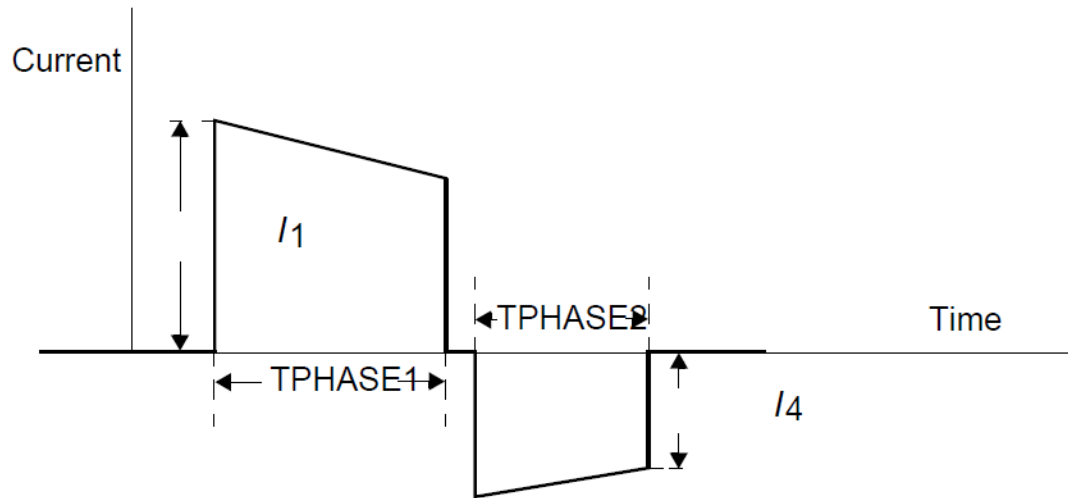 Current
I1
TPHASE2
Time
TPHASE1
I4